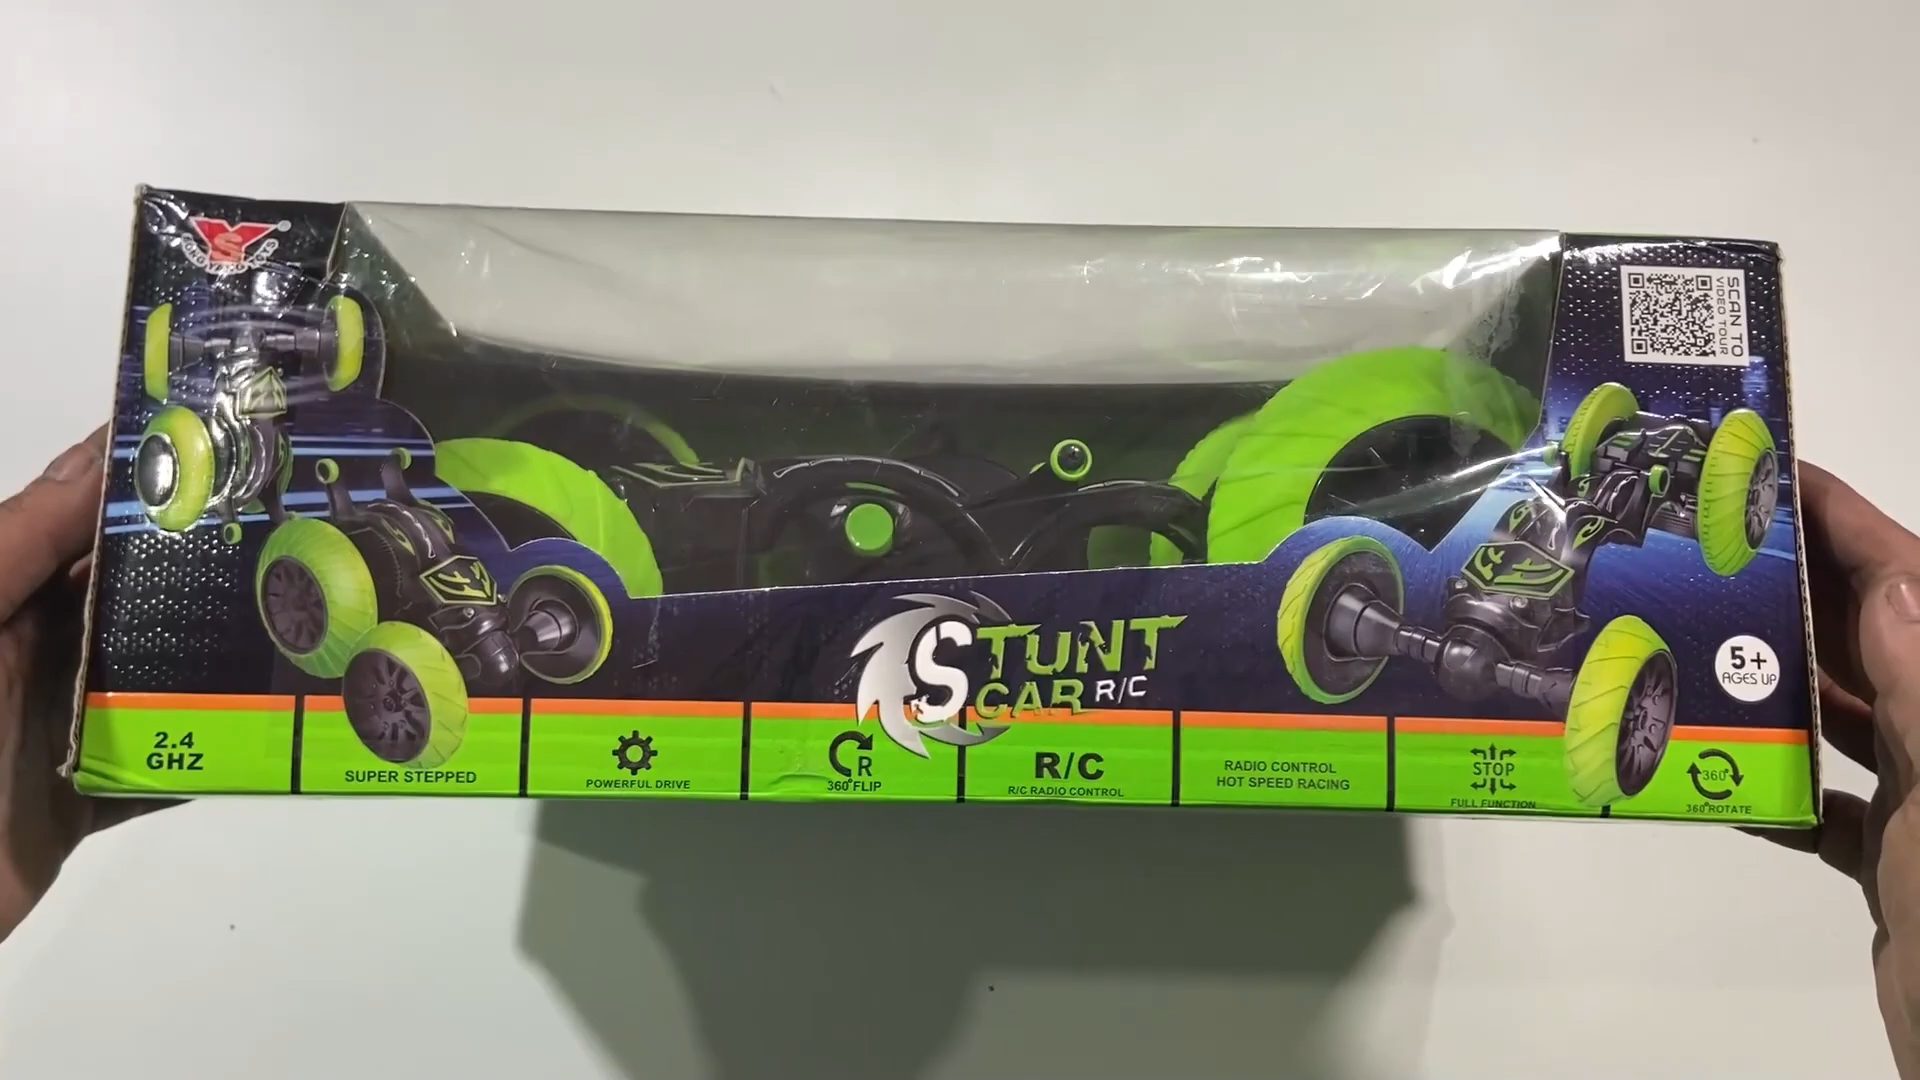 S
SCAN TO
VIDEO TOUR
STUNT
CAR R/C
5+
AGES UP
2.4
GHZ
SUPER STEPPED
POWERFUL DRIVE
R
360°FLIP
R/C
R/C RADIO CONTROL
RADIO CONTROL
HOT SPEED RACING
STOP
FULL FUNCTION
360°
360°ROTATE